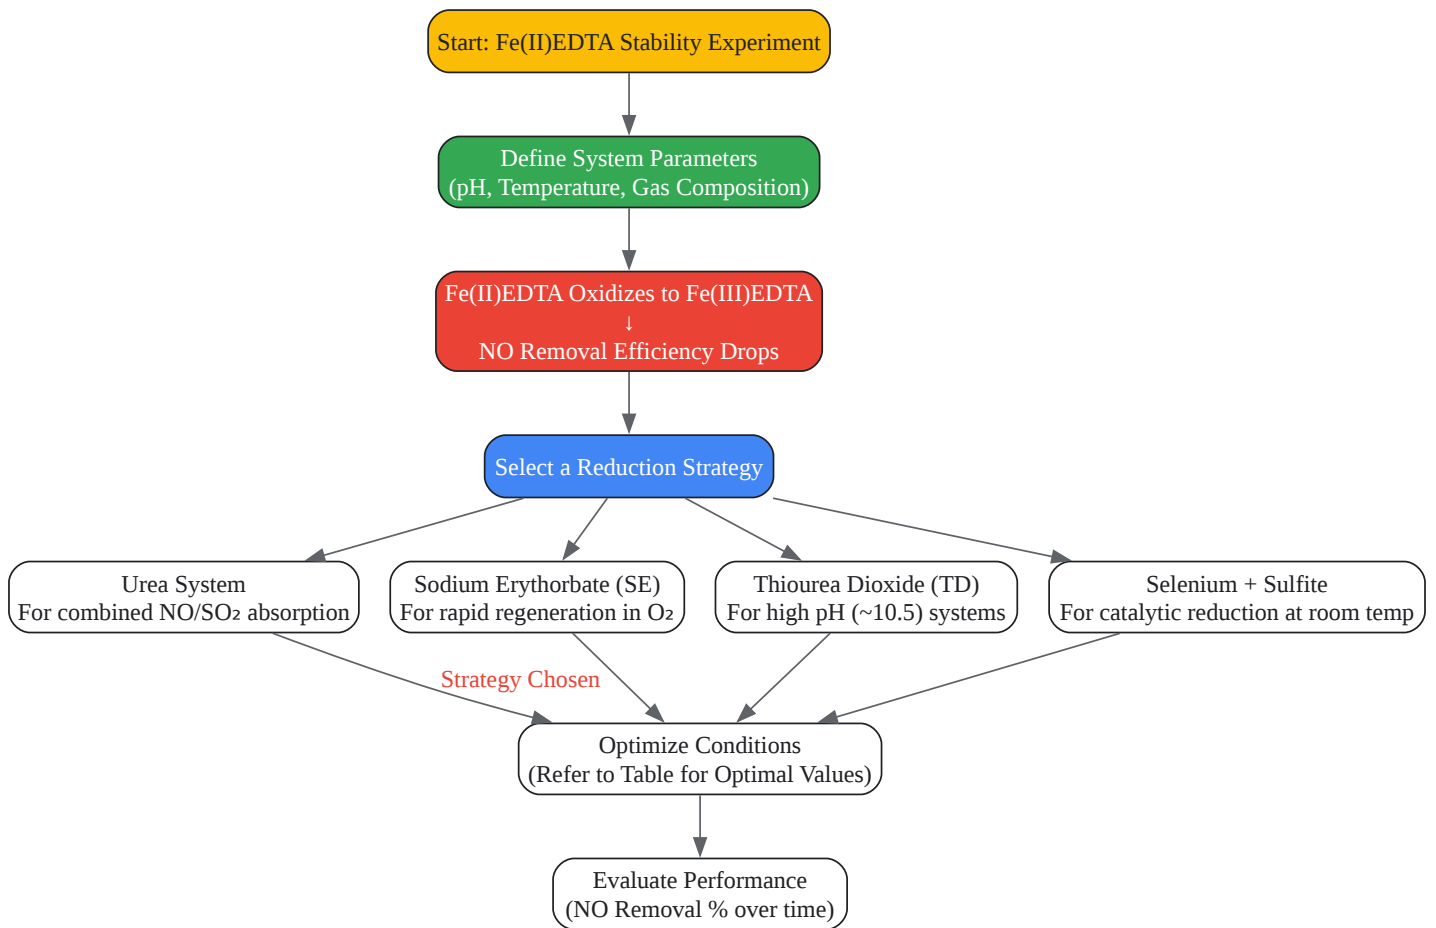 Start: Fe(II)EDTA Stability Experiment
Define System Parameters
(pH, Temperature, Gas Composition)
Fe(II)EDTA Oxidizes to Fe(III)EDTA
↓
NO Removal Efficiency Drops
Select a Reduction Strategy
Urea System
For combined NO/SO₂ absorption
Sodium Erythorbate (SE)
For rapid regeneration in O₂
Thiourea Dioxide (TD)
For high pH (~10.5) systems
Selenium + Sulfite
For catalytic reduction at room temp
Strategy Chosen
Optimize Conditions
(Refer to Table for Optimal Values)
Evaluate Performance
(NO Removal % over time)